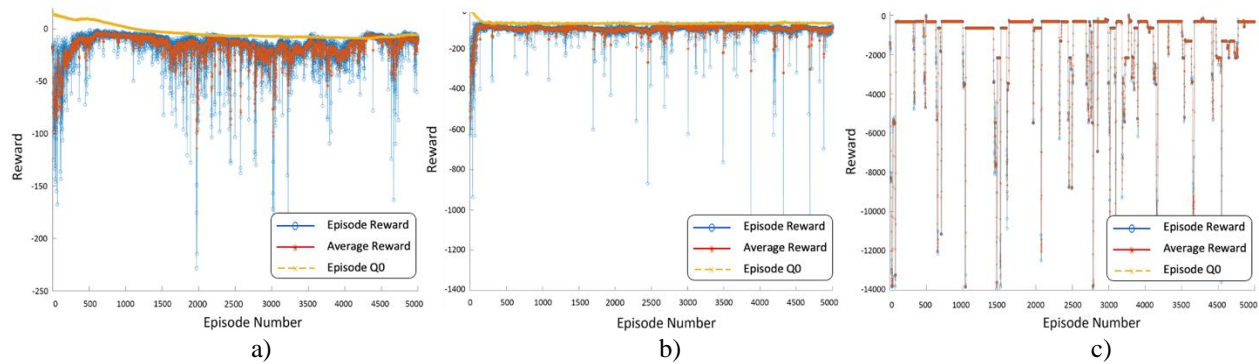 0
-50
-100
-150
-200
-250
Reward
0 500 1000 1500 2000 2500 3000 3500 4000 4500 5000
Episode Number
Episode Reward
Average Reward
Episode Q0
a)
0
-200
-400
-600
-800
-1000
-1200
-1400
Reward
0 500 1000 1500 2000 2500 3000 3500 4000 4500 5000
Episode Number
Episode Reward
Average Reward
Episode Q0
b)
0
-2000
-4000
-6000
-8000
-10000
-12000
-14000
Reward
0 500 1000 1500 2000 2500 3000 3500 4000 4500 5000
Episode Number
Episode Reward
Average Reward
Episode Q0
c)